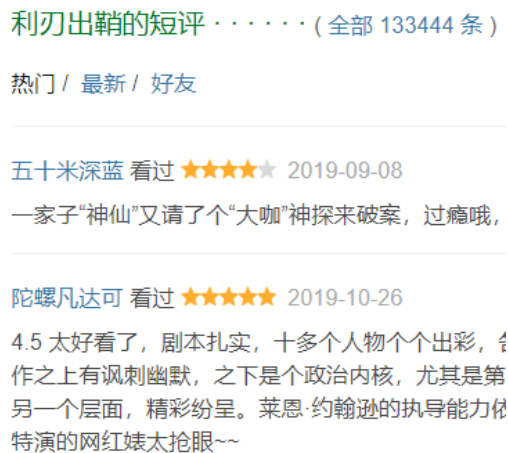 利刃出鞘的短评 · · · · · · ( 全部 133444 条 )
热门 / 最新 / 好友
五十米深蓝 看过 ★★★★★ 2019-09-08
一家子“神仙”又请了个“大咖”神探来破案，过瘾哦，
陀螺凡达可 看过 ★★★★★ 2019-10-26
4.5 太好看了，剧本扎实，十多个人物个个出彩，
作之上有讽刺幽默，之下是个政治内核，尤其是第
另一个层面，精彩纷呈。莱恩·约翰逊的执导能力依
特演的网红婊太抢眼~~